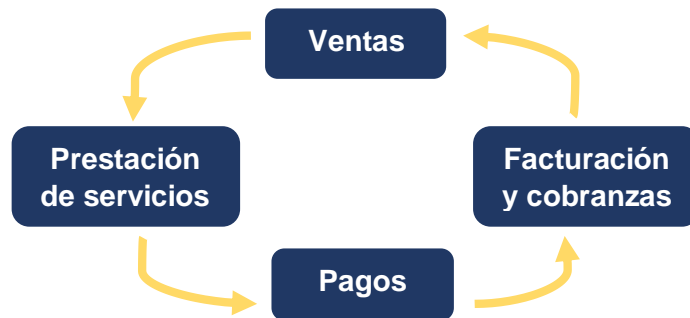 Ventas
Prestación
de servicios
Facturación
y cobranzas
Pagos